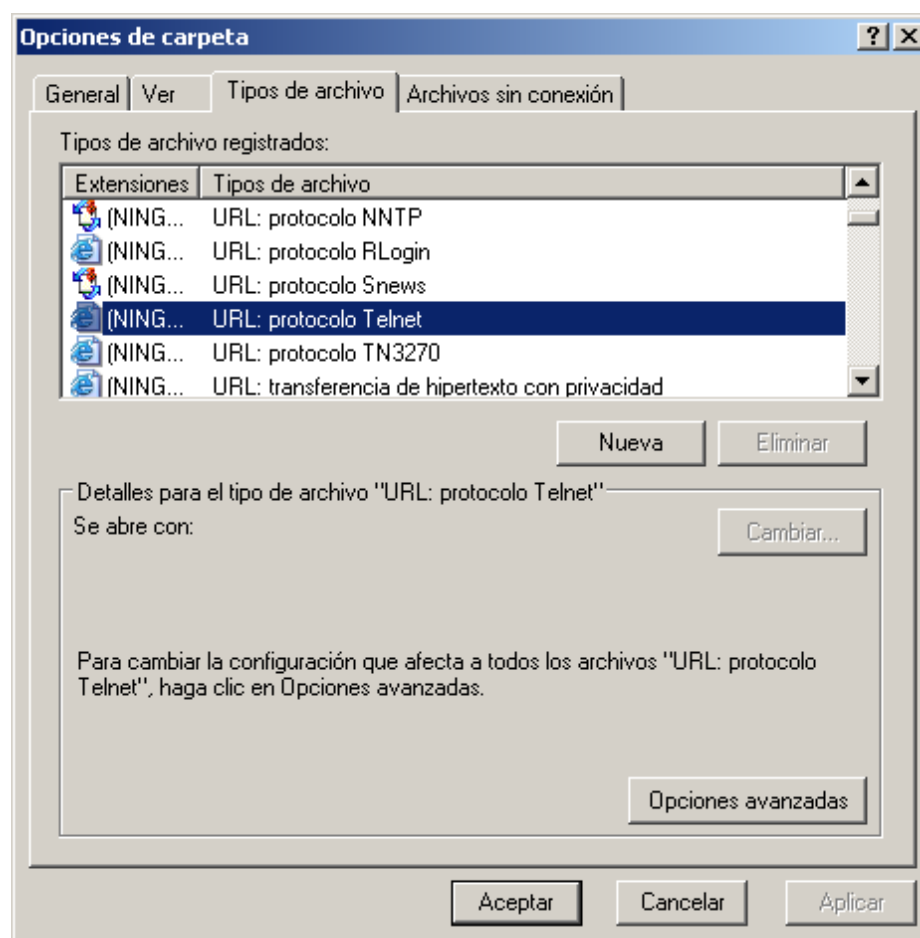 Opciones de carpeta
General Ver Tipos de archivo Archivos sin conexión
Tipos de archivo registrados:
Extensiones Tipos de archivo
(NING... URL: protocolo NNTP
(NING... URL: protocolo RLogin
(NING... URL: protocolo Snews
(NING... URL: protocolo Telnet
(NING... URL: protocolo TN3270
(NING... URL: transferencia de hipertexto con privacidad
Nueva Eliminar
Detalles para el tipo de archivo "URL: protocolo Telnet"
Se abre con: Cambiar...
Para cambiar la configuración que afecta a todos los archivos "URL: protocolo
Telnet", haga clic en Opciones avanzadas.
Opciones avanzadas
Aceptar Cancelar Aplicar